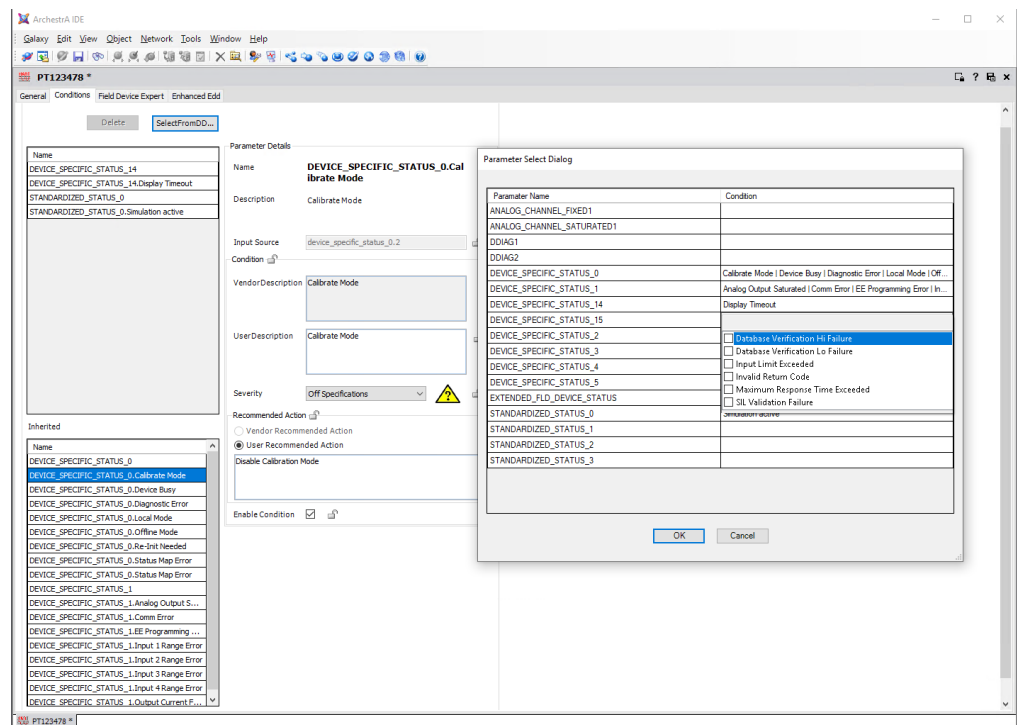 ArchestrA IDE
Galaxy Edit View Object Network Tools Window Help
PT123478 *
General Conditions Field Device Expert Enhanced Edd
Delete SelectFromDD...
Name
DEVICE_SPECIFIC_STATUS_14
DEVICE_SPECIFIC_STATUS_14.Display Timeout
STANDARDIZED_STATUS_0
STANDARDIZED_STATUS_0.Simulation active
Inherited
Name
DEVICE_SPECIFIC_STATUS_0
DEVICE_SPECIFIC_STATUS_0.Calibrate Mode
DEVICE_SPECIFIC_STATUS_0.Device Busy
DEVICE_SPECIFIC_STATUS_0.Diagnostic Error
DEVICE_SPECIFIC_STATUS_0.Local Mode
DEVICE_SPECIFIC_STATUS_0.Offline Mode
DEVICE_SPECIFIC_STATUS_0.Re-Init Needed
DEVICE_SPECIFIC_STATUS_0.Status Map Error
DEVICE_SPECIFIC_STATUS_0.Status Map Error
DEVICE_SPECIFIC_STATUS_1
DEVICE_SPECIFIC_STATUS_1.Analog Output S...
DEVICE_SPECIFIC_STATUS_1.Comm Error
DEVICE_SPECIFIC_STATUS_1.EE Programming ...
DEVICE_SPECIFIC_STATUS_1.Input 1 Range Error
DEVICE_SPECIFIC_STATUS_1.Input 2 Range Error
DEVICE_SPECIFIC_STATUS_1.Input 3 Range Error
DEVICE_SPECIFIC_STATUS_1.Input 4 Range Error
DEVICE_SPECIFIC_STATUS_1.Output Current F...
Parameter Details
Name DEVICE_SPECIFIC_STATUS_0.Cal
ibrate Mode
Description Calibrate Mode
Input Source device_specific_status_0.2
Condition
VendorDescription Calibrate Mode
UserDescription Calibrate Mode
Severity Off Specifications
Recommended Action
Vendor Recommended Action
User Recommended Action
Disable Calibration Mode
Enable Condition
Parameter Select Dialog
Paramater Name Condition
ANALOG_CHANNEL_FIXED1
ANALOG_CHANNEL_SATURATED1
DDIAG1
DDIAG2
DEVICE_SPECIFIC_STATUS_0 Calibrate Mode | Device Busy | Diagnostic Error | Local Mode | Off...
DEVICE_SPECIFIC_STATUS_1 Analog Output Saturated | Comm Error | EE Programming Error | In...
DEVICE_SPECIFIC_STATUS_14 Display Timeout
DEVICE_SPECIFIC_STATUS_15
DEVICE_SPECIFIC_STATUS_2 Database Verification Hi Failure
DEVICE_SPECIFIC_STATUS_3 Database Verification Lo Failure
DEVICE_SPECIFIC_STATUS_4 Input Limit Exceeded
DEVICE_SPECIFIC_STATUS_5 Invalid Return Code
EXTENDED_FLD_DEVICE_STATUS Maximum Response Time Exceeded
SIL Validation Failure
STANDARDIZED_STATUS_0 Simulation active
STANDARDIZED_STATUS_1
STANDARDIZED_STATUS_2
STANDARDIZED_STATUS_3
OK Cancel
PT123478 *